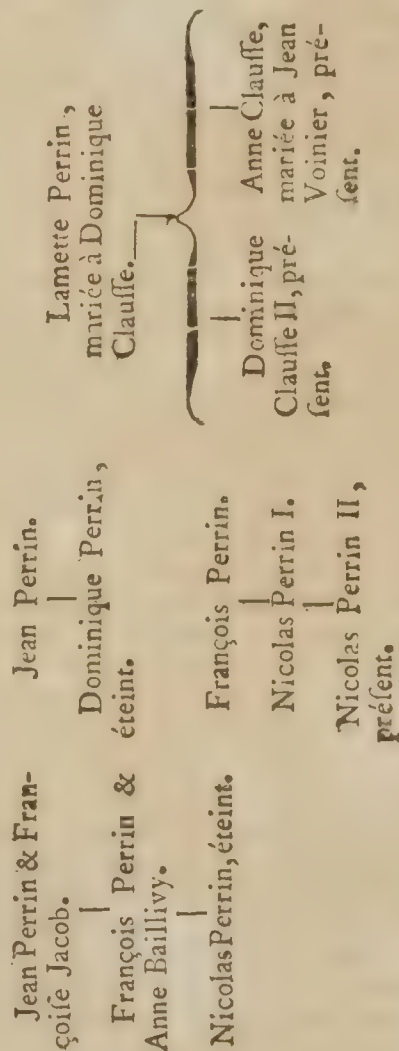 Jean Perrin & Fran-
çoiſe Jacob.
François Perrin &
Anne Baillivy.
Nicolas Perrin, éteint.
Jean Perrin.
Dominique Perrin,
éteint.
François Perrin.
Nicolas Perrin I.
Nicolas Perrin II,
préſent.
Lamette Perrin,
mariée à Dominique
Clauſſe.
Dominique
Clauſſe II, pré-
ſent.
Anne Clauſſe,
mariée à Jean
Voinier, pré-
ſent.